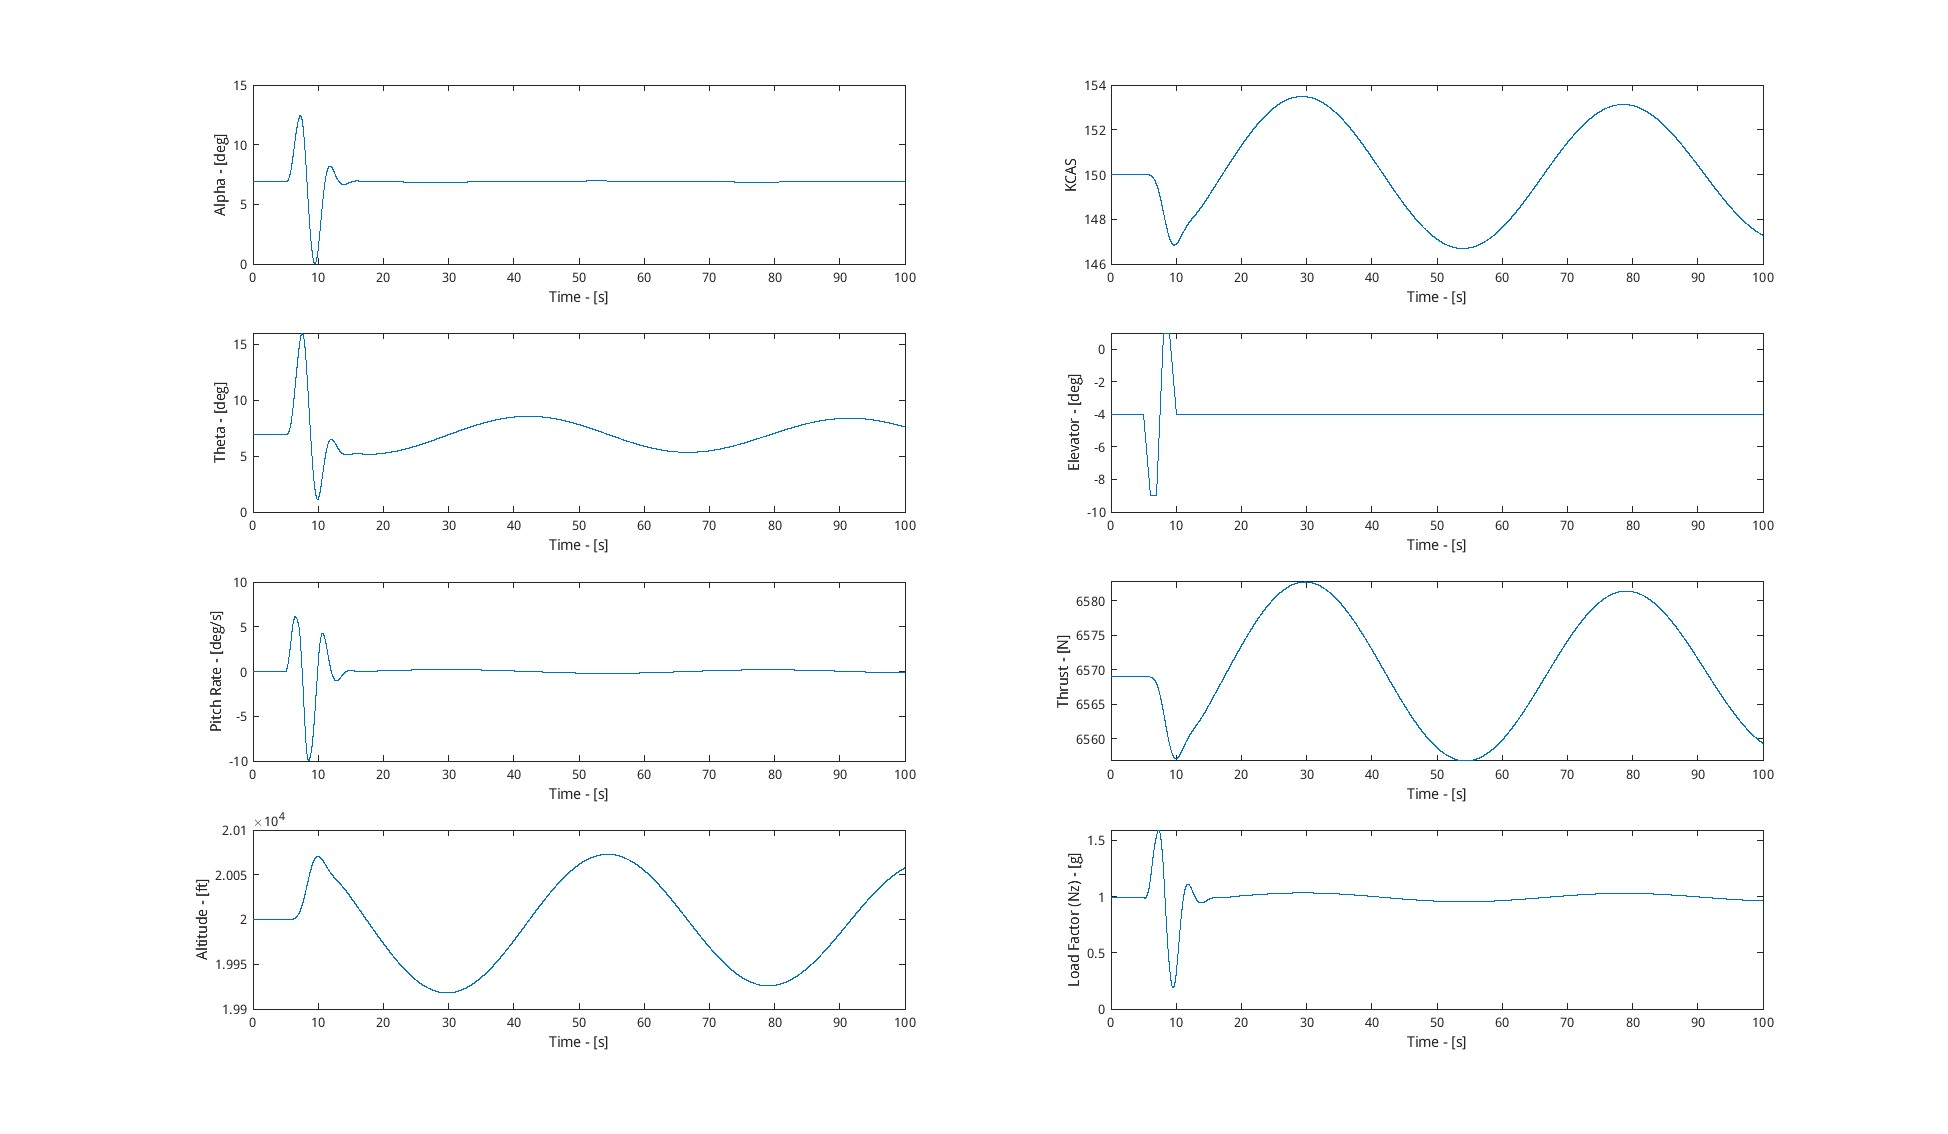 15
10
5
0
Alpha - [deg]
0 10 20 30 40 50 60 70 80 90 100
Time - [s]
154
152
150
148
146
KCAS
0 10 20 30 40 50 60 70 80 90 100
Time - [s]
15
10
5
0
Theta - [deg]
0 10 20 30 40 50 60 70 80 90 100
Time - [s]
0
-2
-4
-6
-8
-10
Elevator - [deg]
0 10 20 30 40 50 60 70 80 90 100
Time - [s]
10
5
0
-5
-10
Pitch Rate - [deg/s]
0 10 20 30 40 50 60 70 80 90 100
Time - [s]
6580
6575
6570
6565
6560
Thrust - [N]
0 10 20 30 40 50 60 70 80 90 100
Time - [s]
×10⁴
2.01
2.005
2
1.995
1.99
Altitude - [ft]
0 10 20 30 40 50 60 70 80 90 100
Time - [s]
1.5
1
0.5
0
Load Factor (Nz) - [g]
0 10 20 30 40 50 60 70 80 90 100
Time - [s]